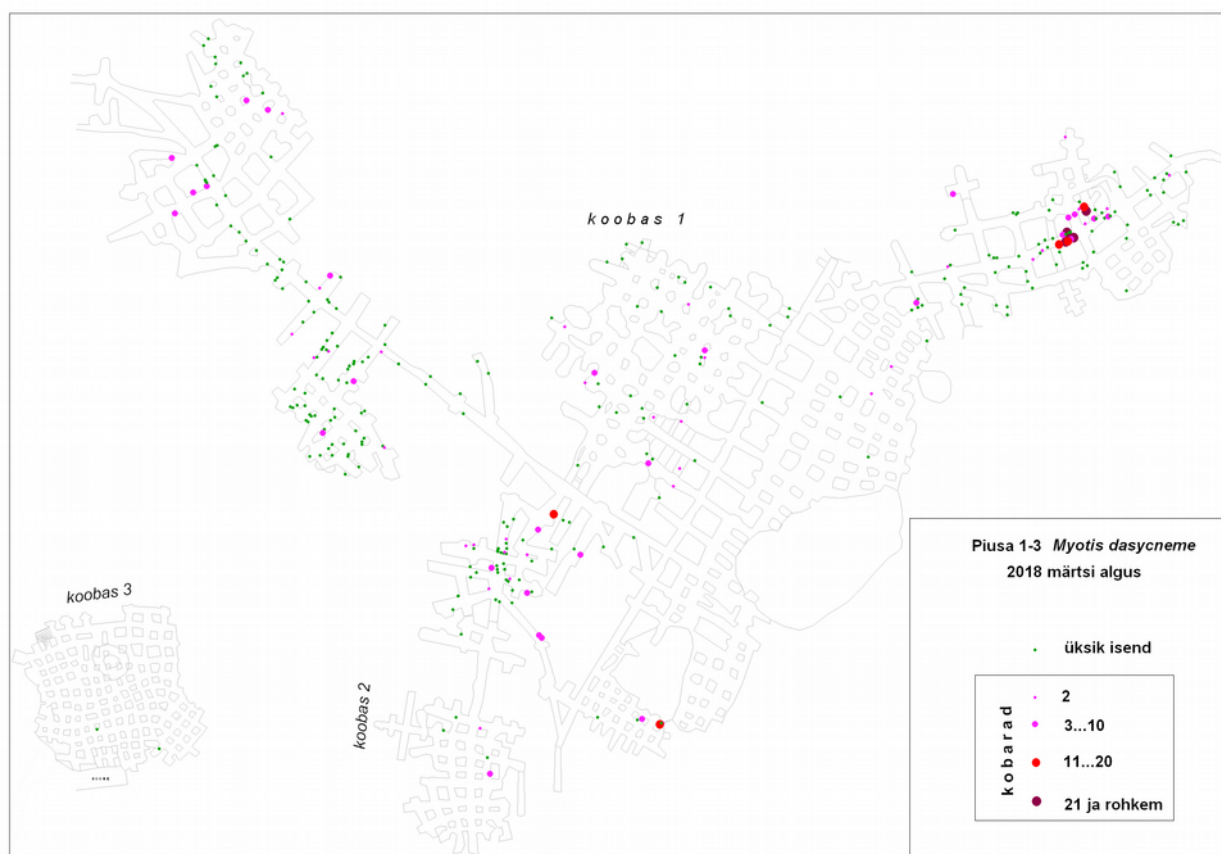 koobas 1
koobas 3
koobas 2
Piusa 1-3 Myotis dasycneme
2018 märtsi algus
üksik isend
kobarad
2
3...10
11...20
21 ja rohkem